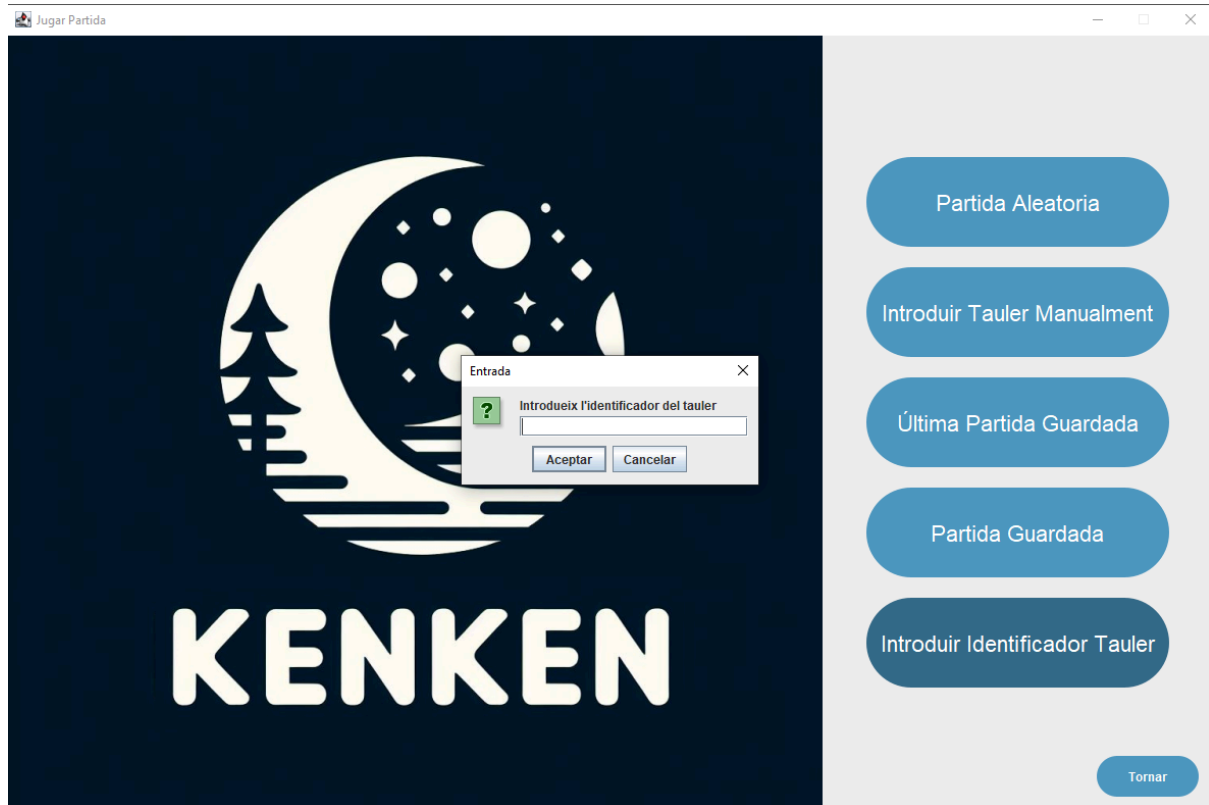 Jugar Partida
Partida Aleatoria
Introduir Tauler Manualment
Última Partida Guardada
Partida Guardada
Introduir Identificador Tauler
Tornar
Entrada
?
Introdueix l'identificador del tauler
Aceptar
Cancelar
KENKEN